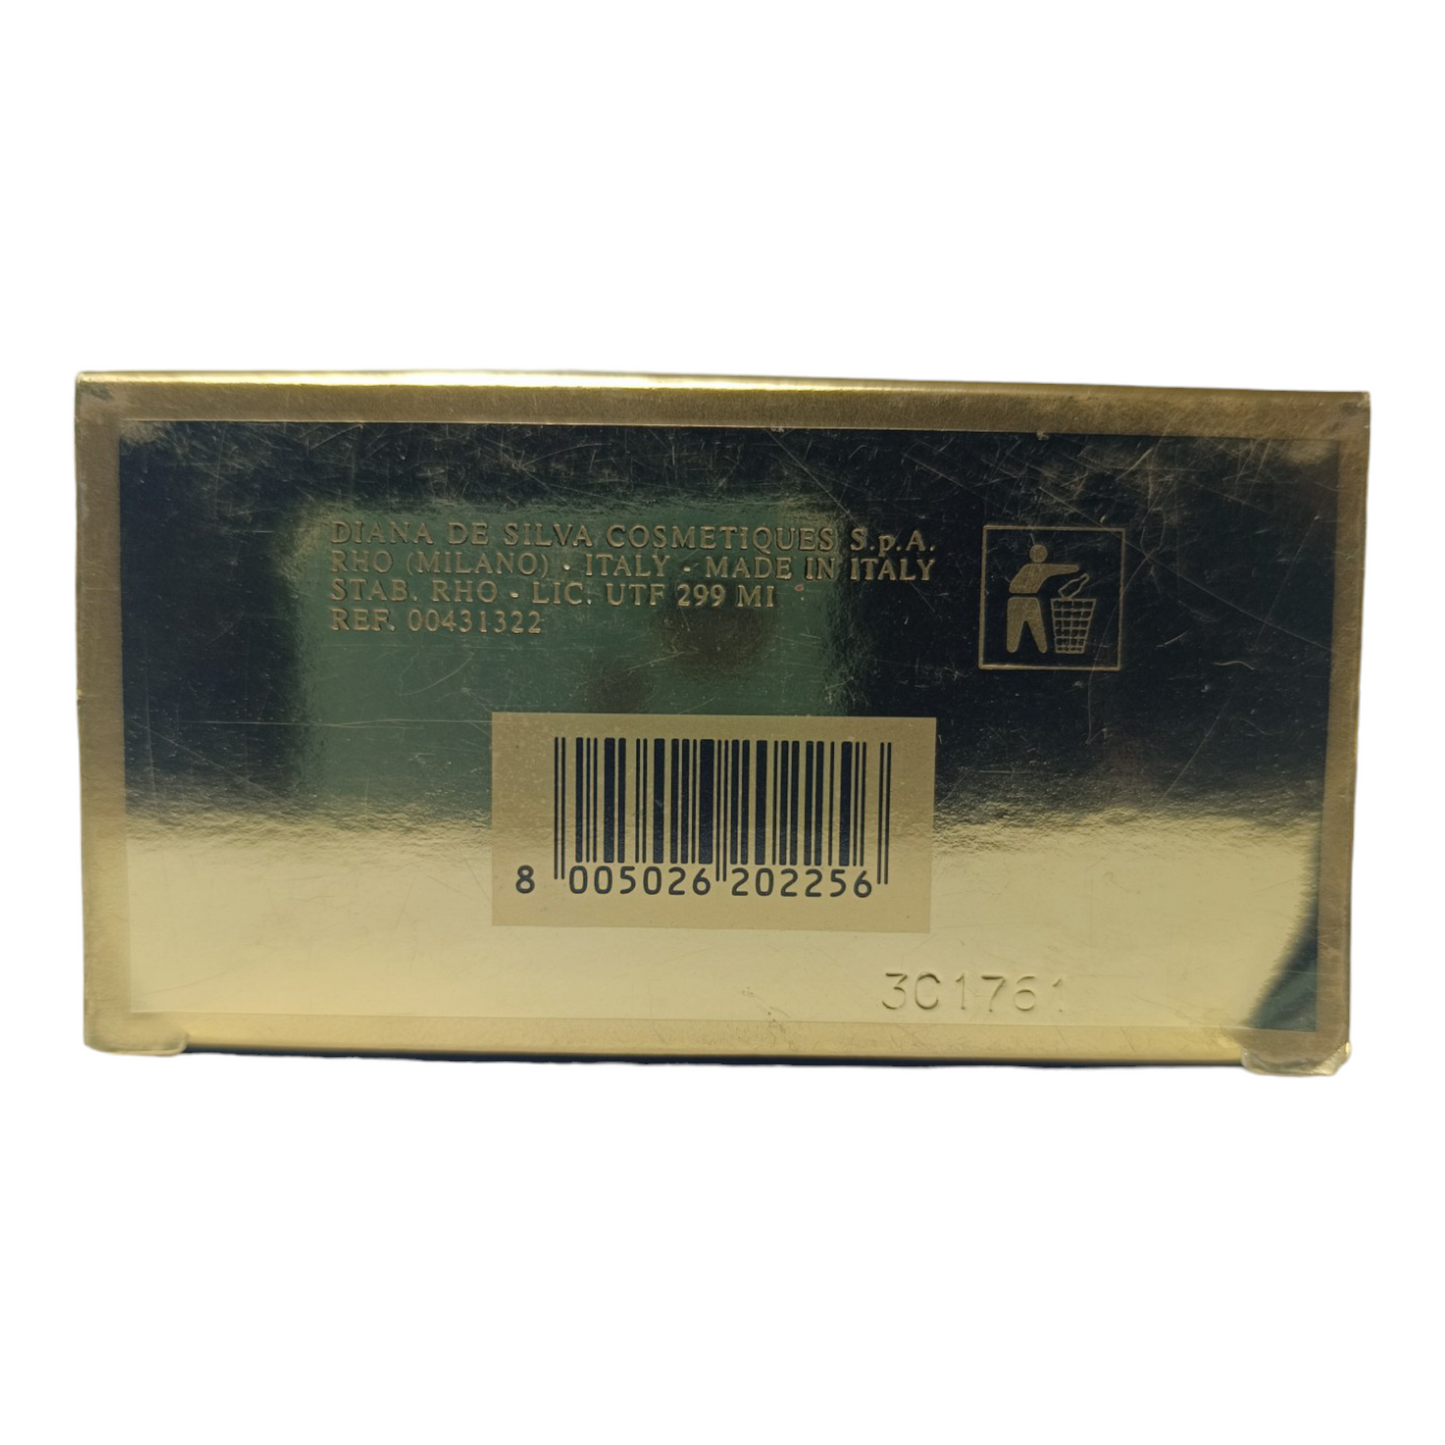 DIANA DE SILVA COSMETIQUES S.p.A.
RHO (MILANO) • ITALY • MADE IN ITALY
STAB. RHO • LIC. UTF 299 MI
REF. 00431322
8 005026 202256
3C1761